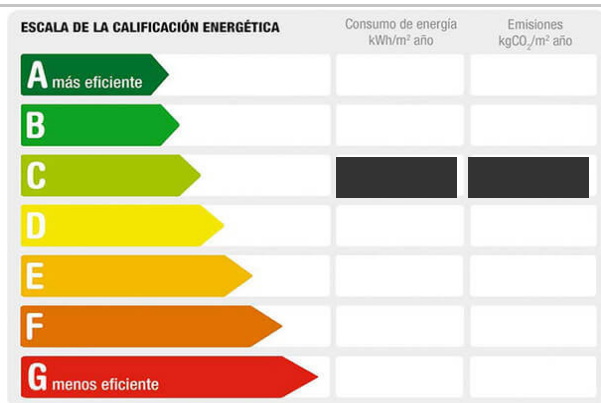 ESCALA DE LA CALIFICACIÓN ENERGÉTICA
Consumo de energía
kWh/m² año
Emisiones
kgCO₂/m² año
A más eficiente
B
C
D
E
F
G menos eficiente